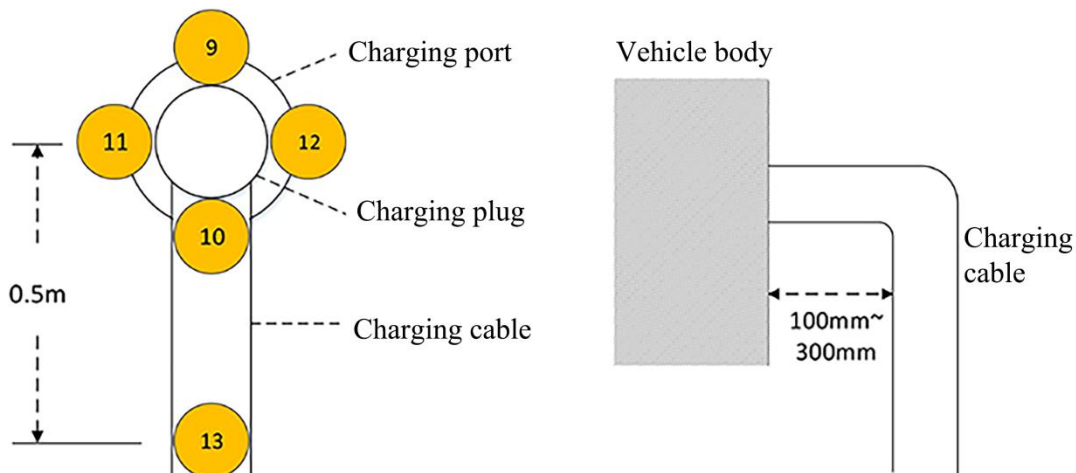 9
Charging port
11
12
Charging plug
10
0.5m
Charging cable
13
Vehicle body
Charging
cable
100mm~
300mm